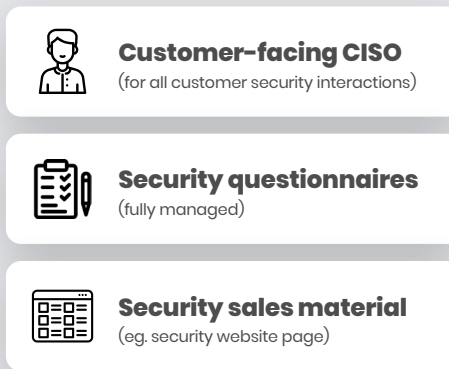 Customer-facing CISO
(for all customer security interactions)
Security questionnaires
(fully managed)
Security sales material
(eg. security website page)